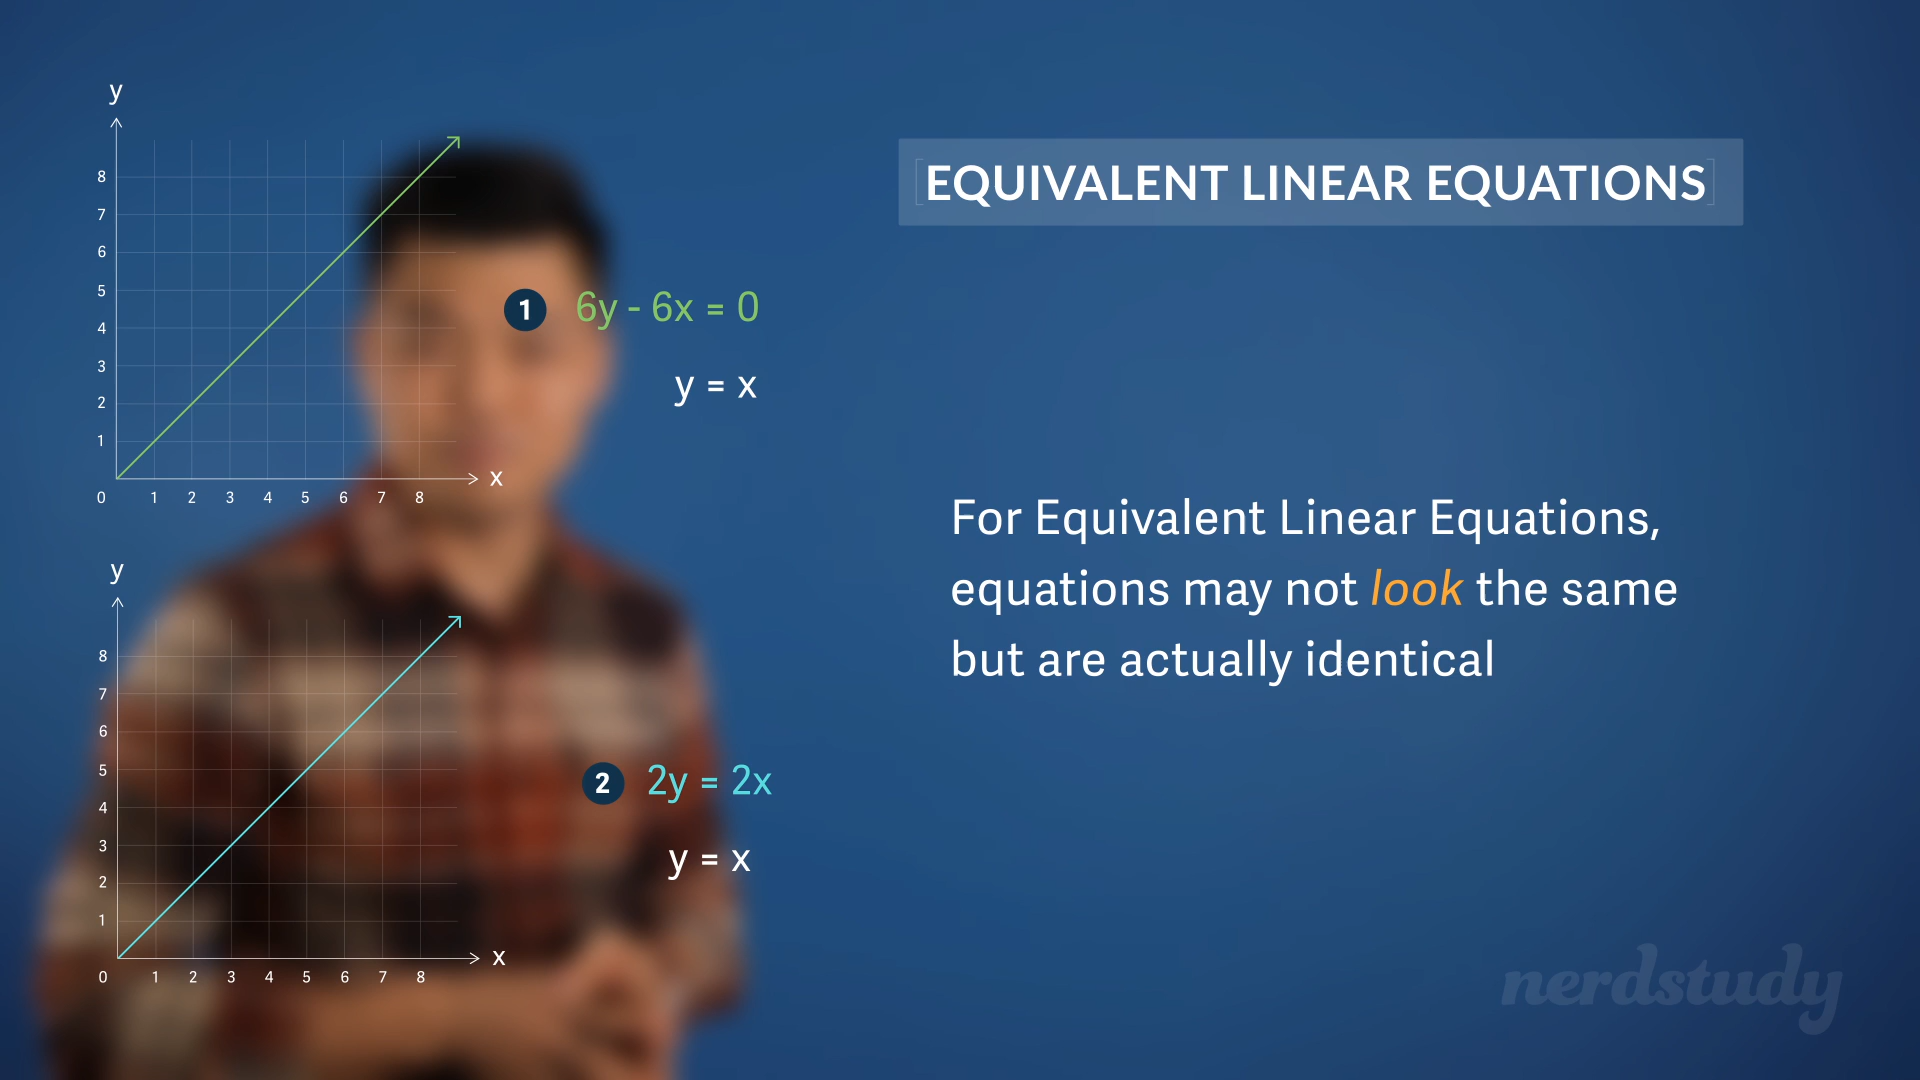 EQUIVALENT LINEAR EQUATIONS
y
8
7
6
5
4
3
2
1
0 1 2 3 4 5 6 7 8
x
1 6y - 6x = 0
y = x
For Equivalent Linear Equations,
equations may not look the same
but are actually identical
y
8
7
6
5
4
3
2
1
0 1 2 3 4 5 6 7 8
x
2 2y = 2x
y = x
nerdstudy